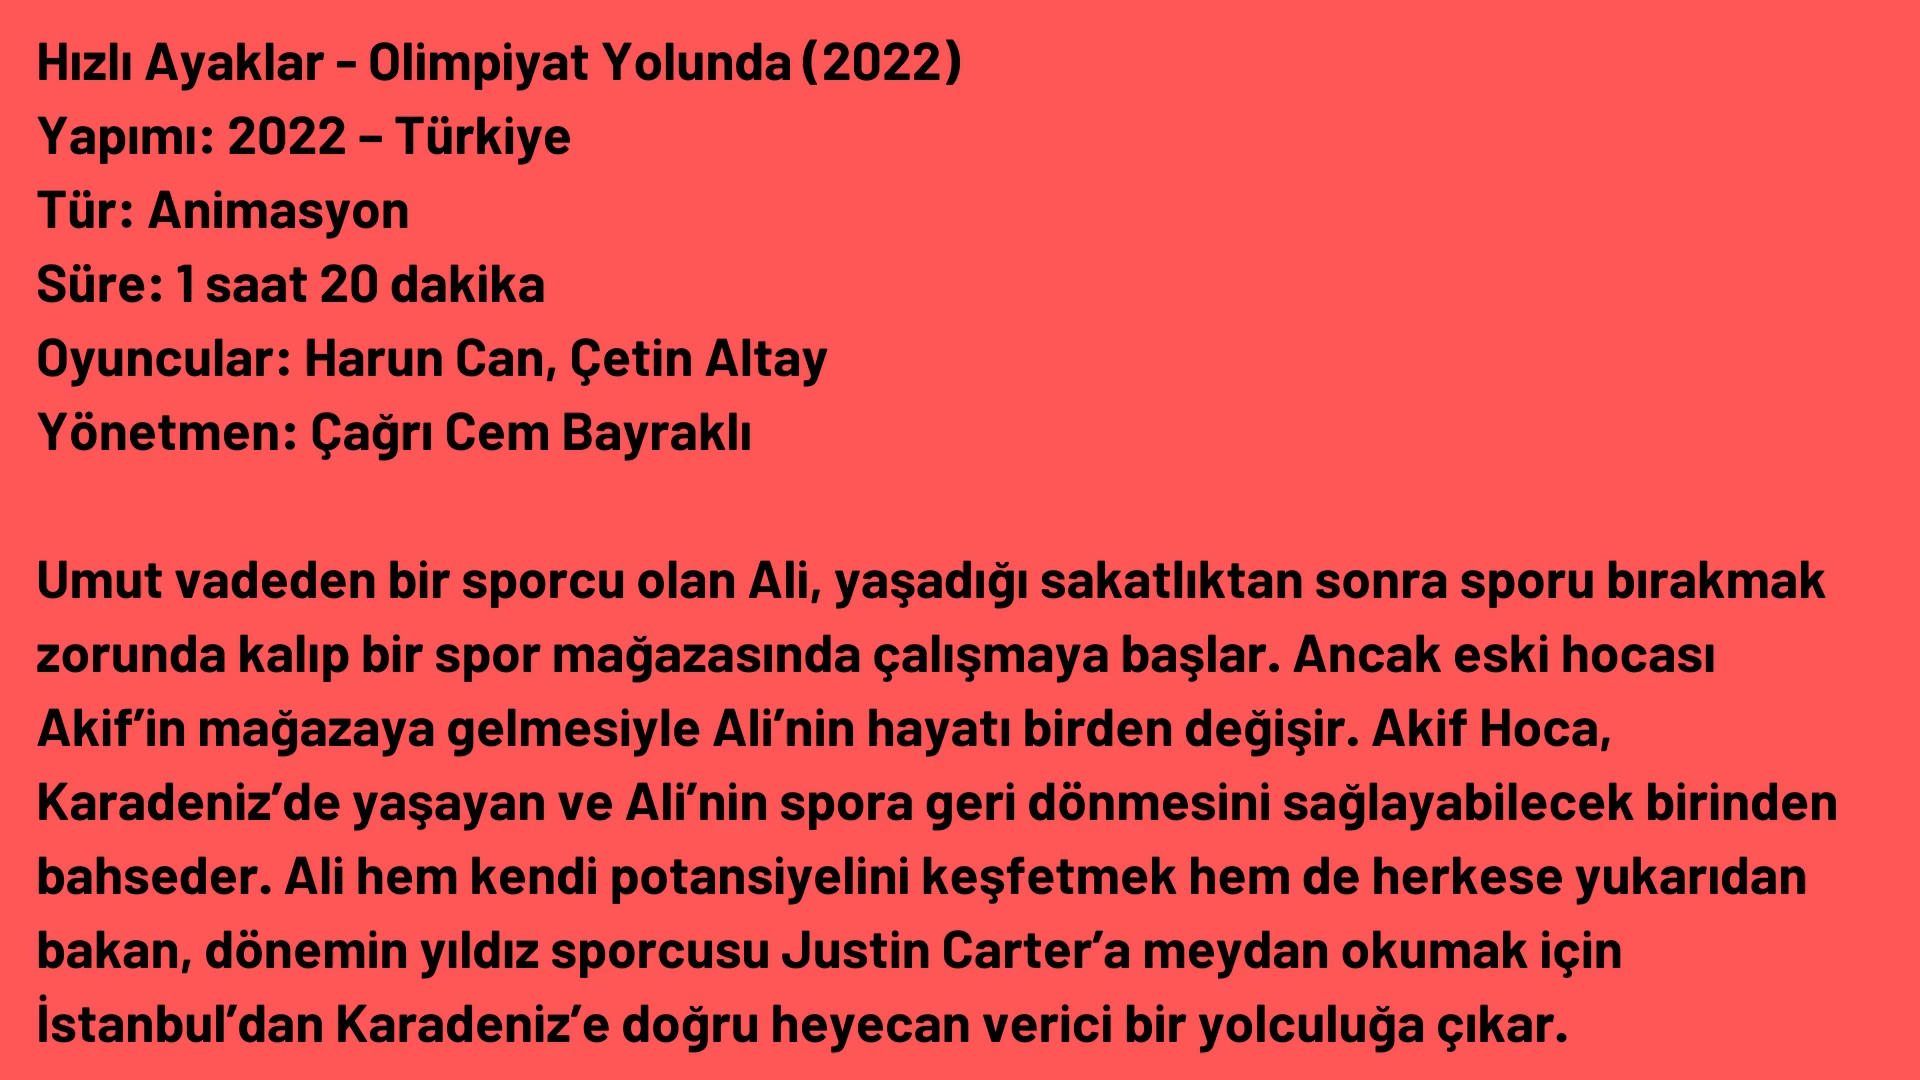 Hızlı Ayaklar - Olimpiyat Yolunda (2022)
Yapımı: 2022 – Türkiye
Tür: Animasyon
Süre: 1 saat 20 dakika
Oyuncular: Harun Can, Çetin Altay
Yönetmen: Çağrı Cem Bayraklı
Umut vadeden bir sporcu olan Ali, yaşadığı sakatlıktan sonra sporu bırakmak
zorunda kalıp bir spor mağazasında çalışmaya başlar. Ancak eski hocası
Akif’in mağazaya gelmesiyle Ali’nin hayatı birden değişir. Akif Hoca,
Karadeniz’de yaşayan ve Ali’nin spora geri dönmesini sağlayabilecek birinden
bahseder. Ali hem kendi potansiyelini keşfetmek hem de herkese yukarıdan
bakan, dönemin yıldız sporcusu Justin Carter’a meydan okumak için
İstanbul’dan Karadeniz’e doğru heyecan verici bir yolculuğa çıkar.